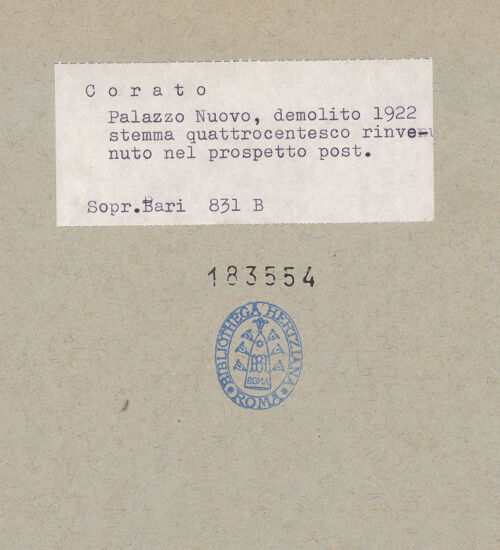 Corato
Palazzo Nuovo, demolito 1922
stemma quattrocentesco rinve-
nuto nel prospetto post.
Sopr.Bari 831 B
183554
BIBLIOTHECA HERTZIANA
ROMA
ROMA